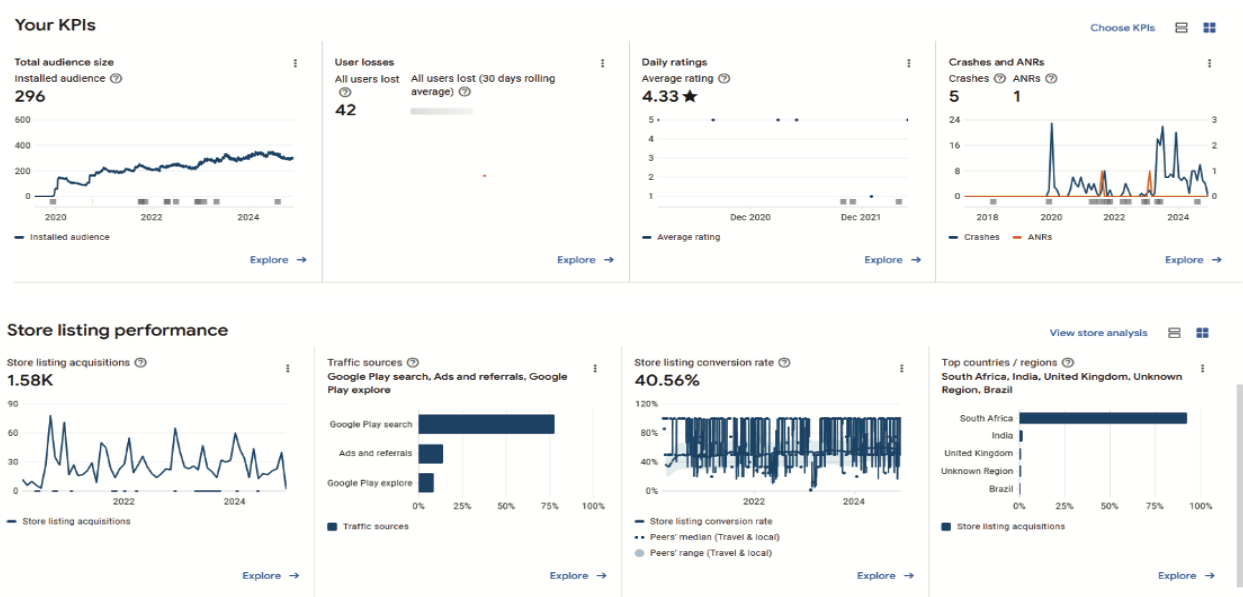 Your KPIs
Choose KPIs
Total audience size
Installed audience
296
600
400
200
0
2020 2022 2024
Installed audience
Explore →
User losses
All users lost All users lost (30 days rolling
average)
42
Explore →
Daily ratings
Average rating
4.33 ★
5
4
3
2
1
Dec 2020 Dec 2021
Average rating
Explore →
Crashes and ANRs
Crashes ANRs
5 1
24 3
16 2
8 1
0 0
2018 2020 2022 2024
Crashes ANRs
Explore →
Store listing performance
View store analysis
Store listing acquisitions
1.58K
90
60
30
0
2022 2024
Store listing acquisitions
Explore →
Traffic sources
Google Play search, Ads and referrals, Google
Play explore
Google Play search
Ads and referrals
Google Play explore
0% 25% 50% 75% 100%
Traffic sources
Explore →
Store listing conversion rate
40.56%
120%
80%
40%
0%
2022 2024
Store listing conversion rate
Peers' median (Travel & local)
Peers' range (Travel & local)
Explore →
Top countries / regions
South Africa, India, United Kingdom, Unknown
Region, Brazil
South Africa
India
United Kingdom
Unknown Region
Brazil
0% 25% 50% 75% 100%
Store listing acquisitions
Explore →